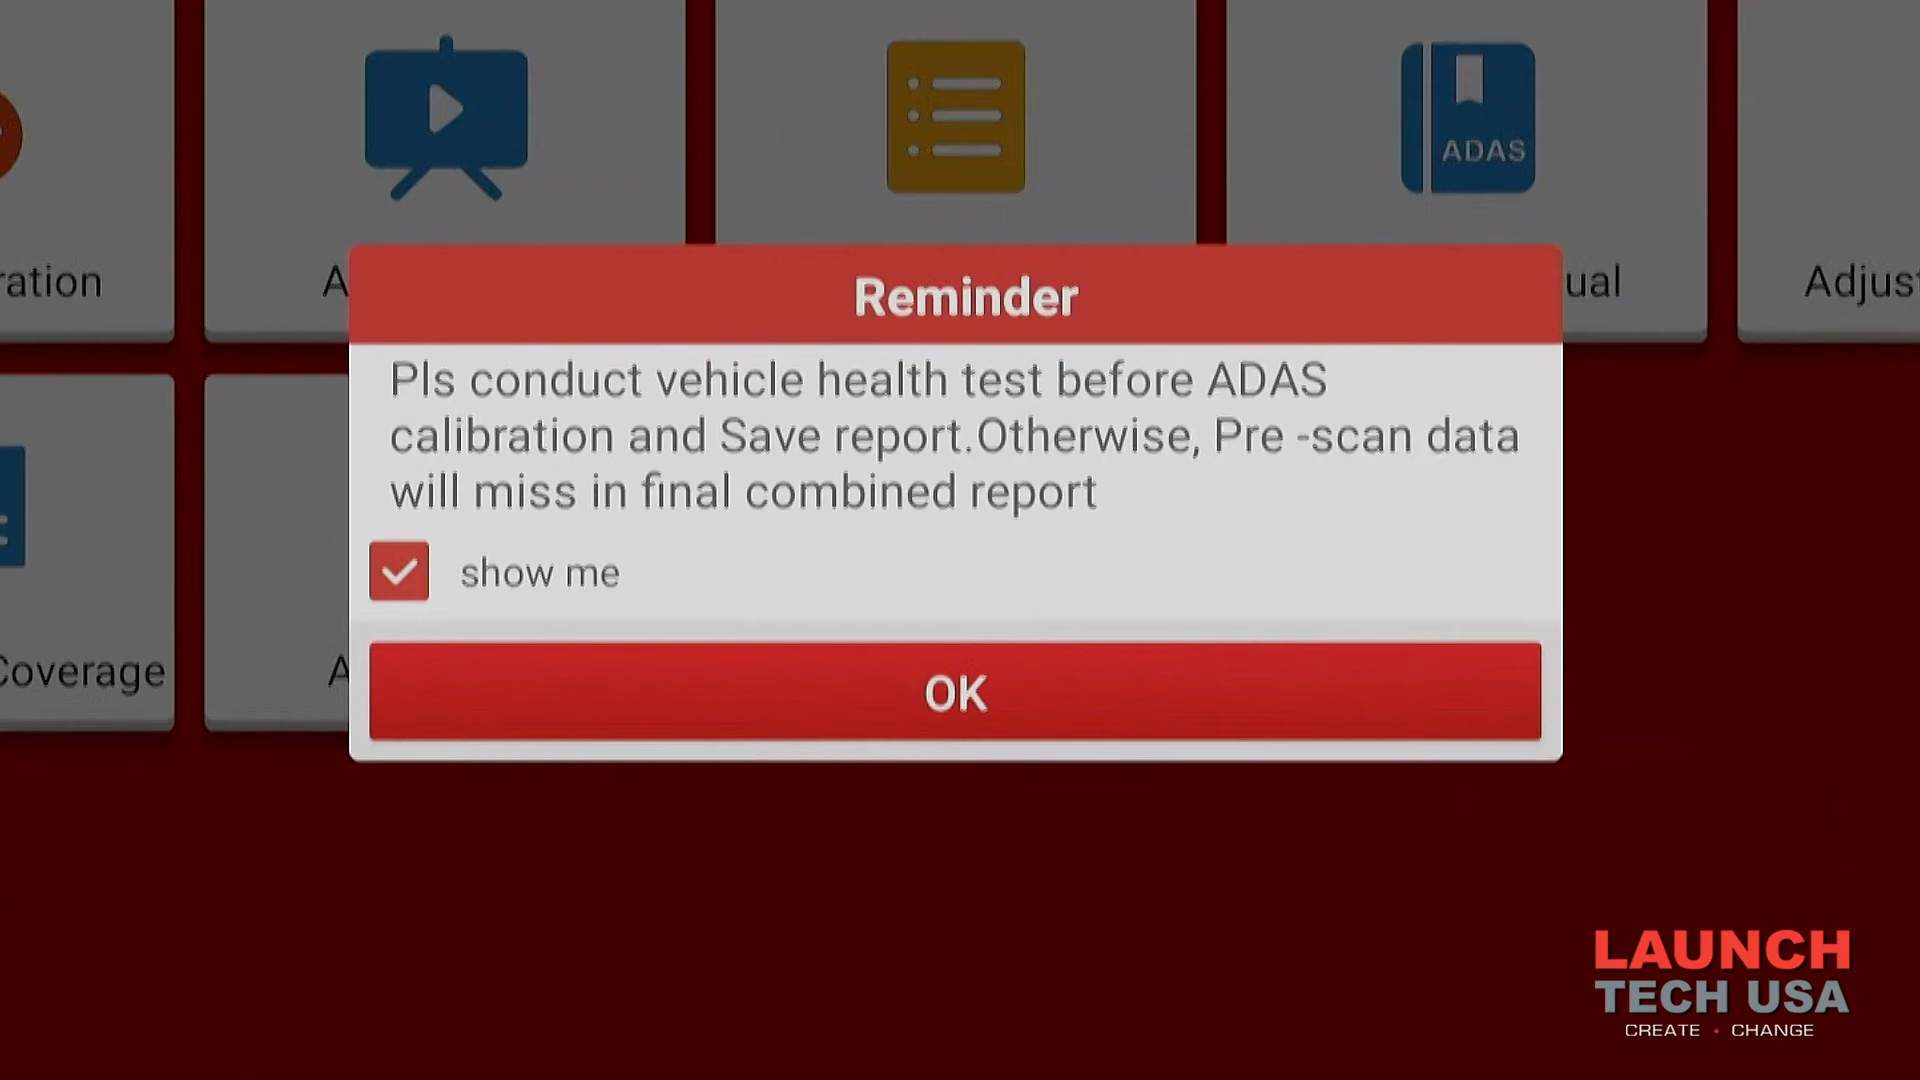 ADAS
ration
A
ual
Adjust
Reminder
Pls conduct vehicle health test before ADAS
calibration and Save report.Otherwise, Pre -scan data
will miss in final combined report
show me
OK
Coverage
A
LAUNCH
TECH USA
CREATE • CHANGE